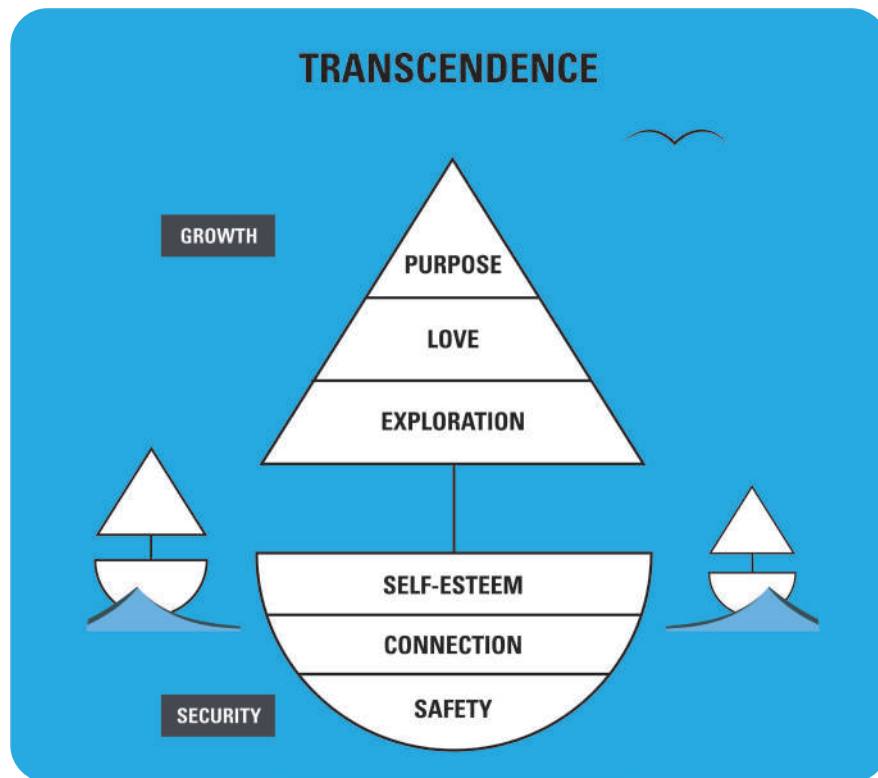 TRANSCENDENCE
GROWTH
PURPOSE
LOVE
EXPLORATION
SELF-ESTEEM
CONNECTION
SAFETY
SECURITY